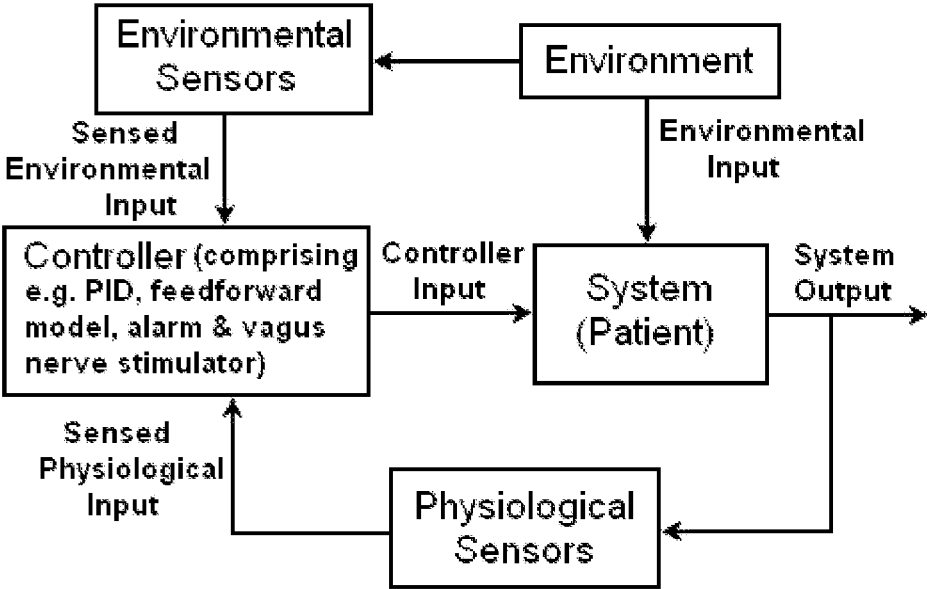 Environmental
Sensors
Environment
Sensed
Environmental
Input
Environmental
Input
Controller (comprising
e.g. PID, feedforward
model, alarm & vagus
nerve stimulator)
Controller
Input
System
(Patient)
System
Output
Sensed
Physiological
Input
Physiological
Sensors